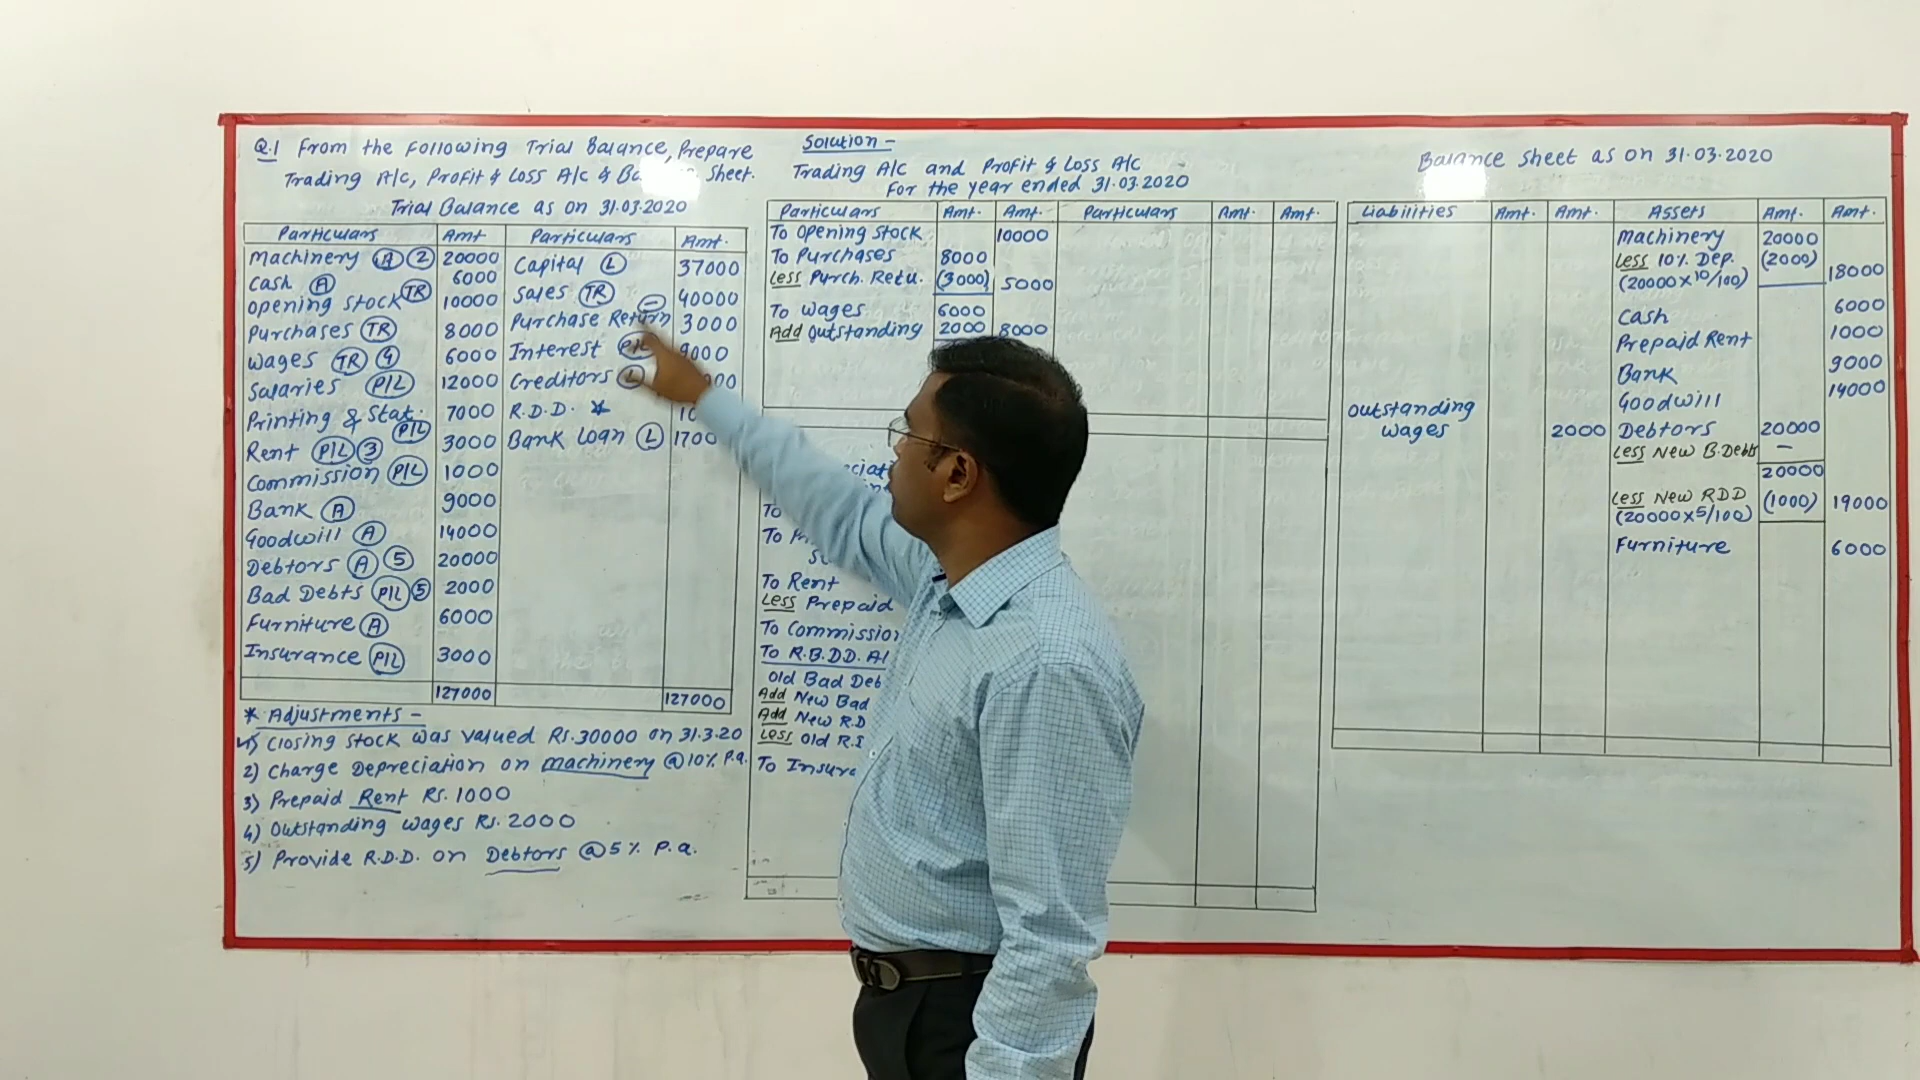 Q.1 From the Following Trial Balance, Prepare
Trading A/c, Profit & Loss A/c & Sheet.
Trial Balance as on 31.03.2020
Particulars Amt Particulars Amt.
Machinery (A) (2) 20000 Capital (L) 37000
Cash (A) 6000 Sales (TR) 40000
Opening Stock (TR) 10000 Purchase Return (-) 3000
Purchases (TR) 8000 Interest (P/L) 9000
Wages (TR) (4) 6000 Creditors (L)
Salaries (P/L) 12000 R.D.D. *
Printing & Stat. (P/L) 7000 Bank Loan (L)
Rent (P/L) (3) 3000
Commission (P/L) 1000
Bank (A) 9000
Goodwill (A) 14000
Debtors (A) (5) 20000
Bad Debts (P/L) (5) 2000
Furniture (A) 6000
Insurance (P/L) 3000
127000 127000
* Adjustments -
1) Closing Stock was valued Rs.30000 on 31.3.20
2) Charge Depreciation on machinery @10% P.a.
3) Prepaid Rent Rs.1000
4) Outstanding wages Rs.2000
5) Provide R.D.D. on Debtors @5% P.a.
Solution -
Trading A/c and Profit & Loss A/c
For the year ended 31.03.2020
Particulars Amt. Amt. Particulars Amt. Amt.
To Opening Stock 10000
To Purchases 8000
Less Purch. Retu. (3000) 5000
To Wages 6000
Add Outstanding 2000 8000
To
To
To Rent
Less Prepaid
To Commission
To R.B.D.D. A/
Old Bad Deb
Add New Bad
Add New R.D
Less Old R.
To Insura
Balance Sheet as on 31.03.2020
Liabilities Amt. Amt. Assets Amt. Amt.
Machinery 20000
Less 10% Dep. (2000)
(20000×10/100) 18000
Cash 6000
Prepaid Rent 1000
Bank 9000
Goodwill 14000
Outstanding
wages 2000 Debtors 20000
Less New B.Debts —
20000
Less New RDD (1000) 19000
(20000×5/100)
Furniture 6000